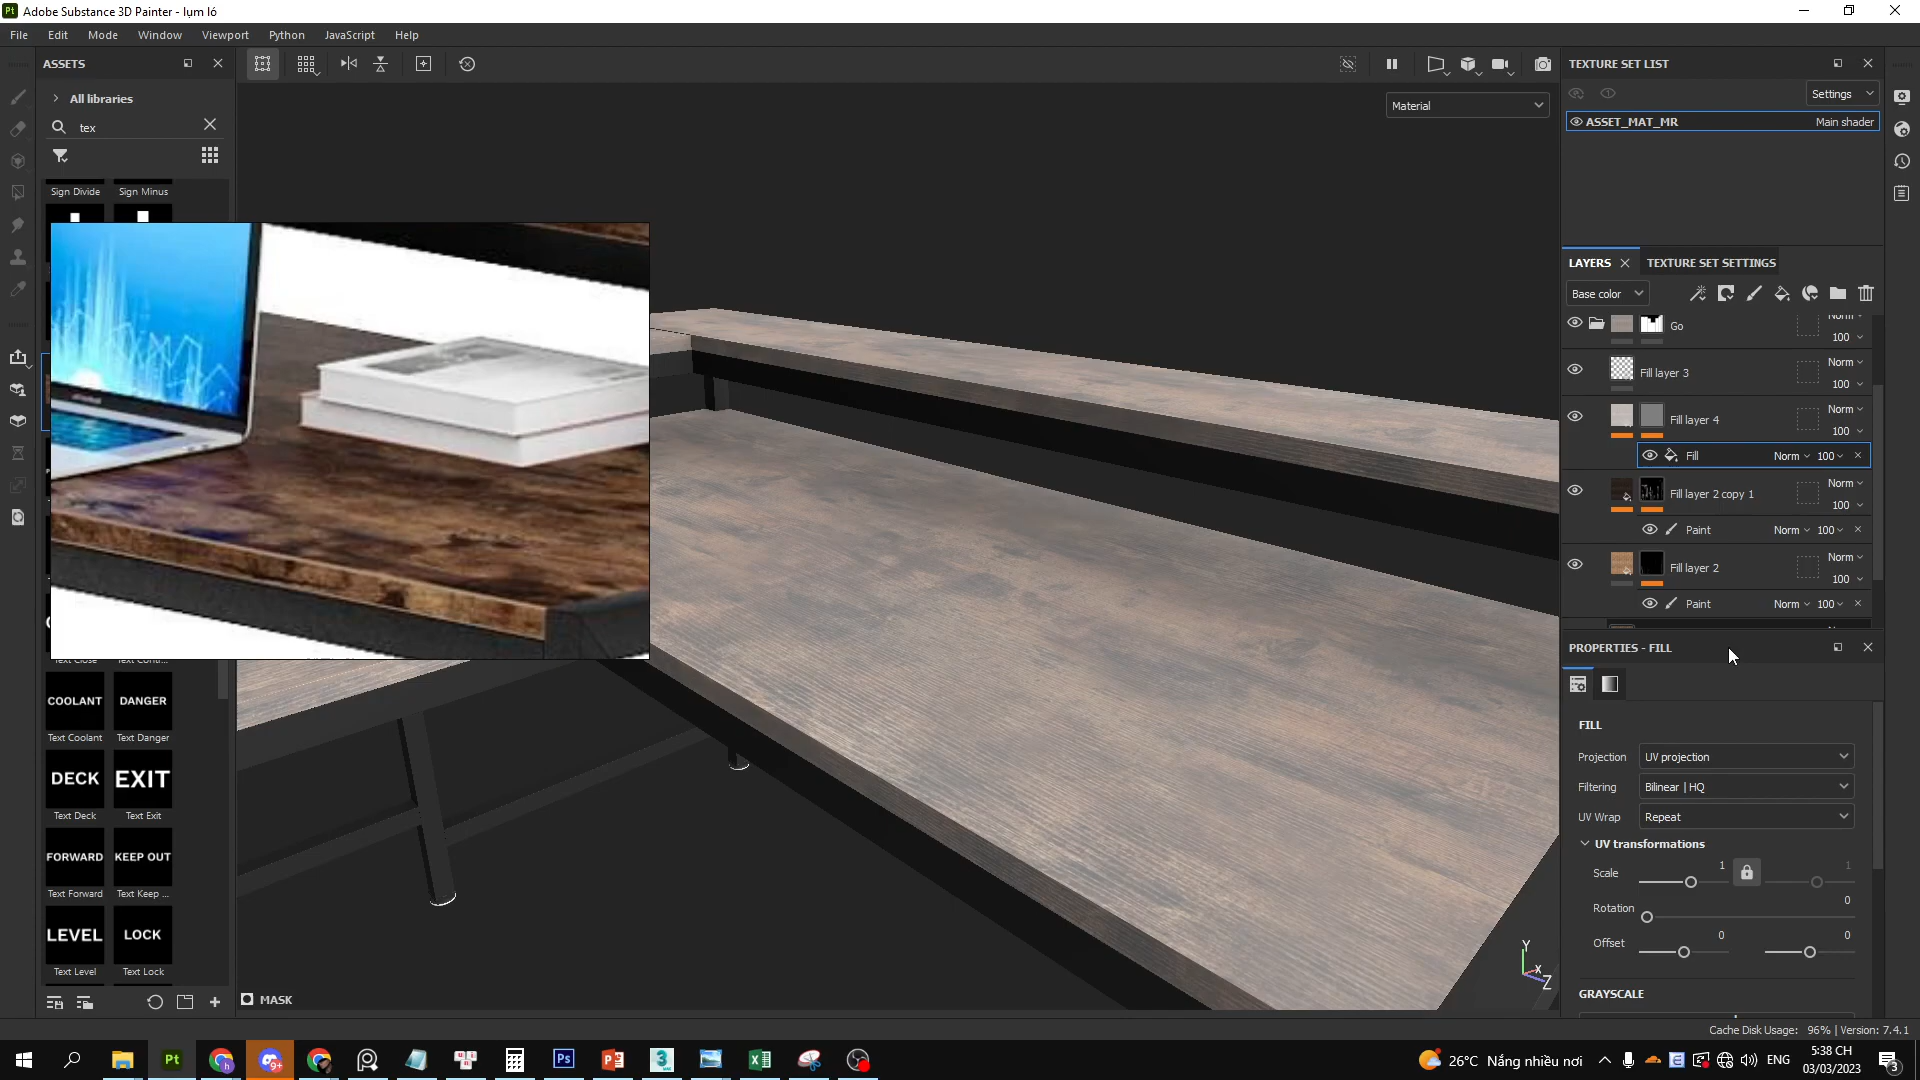 Adobe Substance 3D Painter - lụm ló
File Edit Mode Window Viewport Python JavaScript Help
ASSETS
All libraries
tex
Sign Divide Sign Minus
COOLANT DANGER
Text Coolant Text Danger
DECK EXIT
Text Deck Text Exit
FORWARD KEEP OUT
Text Forward Text Keep ...
LEVEL LOCK
Text Level Text Lock
Material
MASK
Y
X
Z
TEXTURE SET LIST
Settings
ASSET_MAT_MR Main shader
LAYERS TEXTURE SET SETTINGS
Base color
Go
100
Fill layer 3 Norm
100
Fill layer 4 Norm
100
Fill Norm 100
Fill layer 2 copy 1 Norm
100
Paint Norm 100
Fill layer 2 Norm
100
Paint Norm 100
PROPERTIES - FILL
FILL
Projection UV projection
Filtering Bilinear | HQ
UV Wrap Repeat
UV transformations
Scale 1 1
Rotation 0
Offset 0 0
GRAYSCALE
Cache Disk Usage: 96% | Version: 7.4.1
Pt 9+ Ps 3
26°C Nắng nhiều nơi ENG
5:38 CH
03/03/2023
3